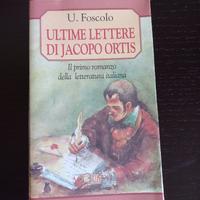 U. Foscolo
ULTIME LETTERE
DI JACOPO ORTIS
Il primo romanzo
della letteratura italiana